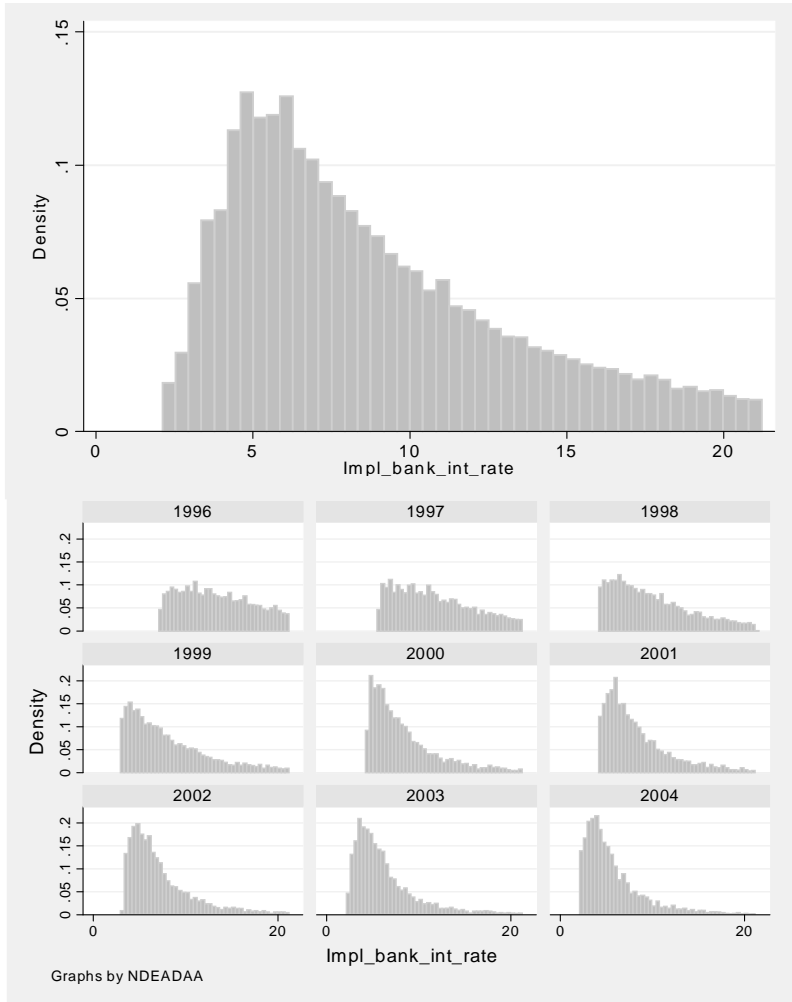 .15
.1
Density
.05
0
0 5 10 15 20
Impl_bank_int_rate
1996 1997 1998
0 .05 .1 .15 .2
1999 2000 2001
0 .05 .1 .15 .2
Density
2002 2003 2004
0 .05 .1 .15 .2
0 20 0 20 0 20
Impl_bank_int_rate
Graphs by NDEADAA